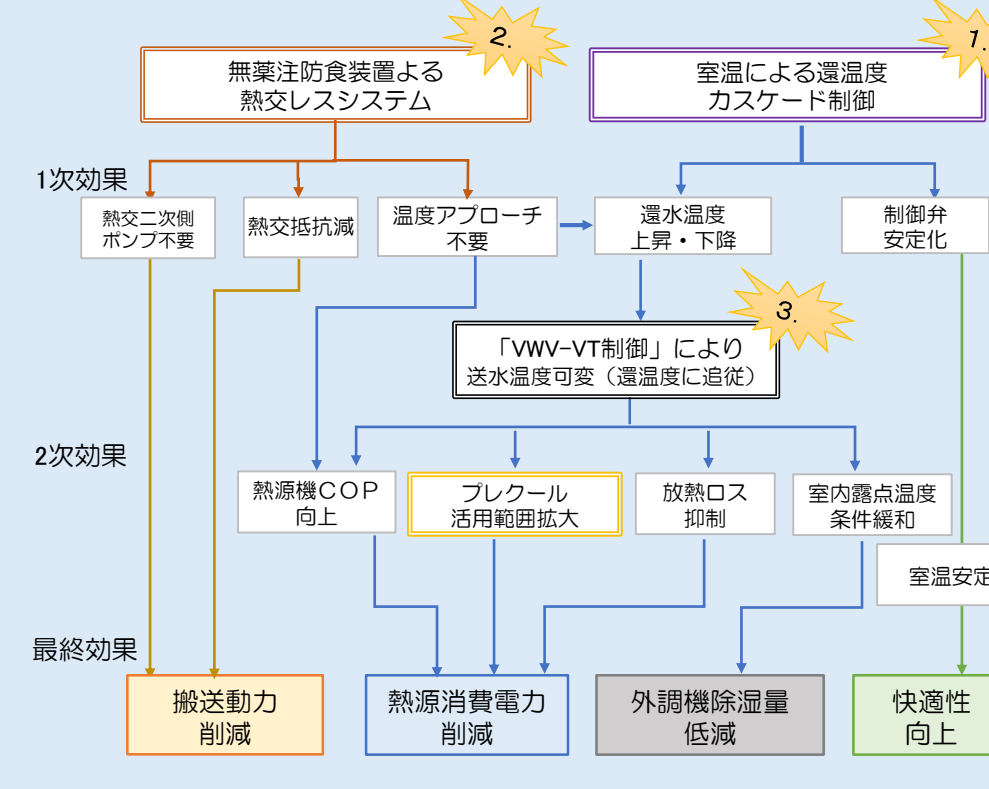 2.
1.
無薬注防食装置よる
熱交レスシステム
室温による還温度
カスケード制御
1次効果
熱交二次側
ポンプ不要
熱交抵抗減
温度アプローチ
不要
還水温度
上昇・下降
制御弁
安定化
3.
「VWV-VT制御」により
送水温度可変（還温度に追従）
2次効果
熱源機COP
向上
プレクール
活用範囲拡大
放熱ロス
抑制
室内露点温度
条件緩和
室温安定
最終効果
搬送動力
削減
熱源消費電力
削減
外調機除湿量
低減
快適性
向上